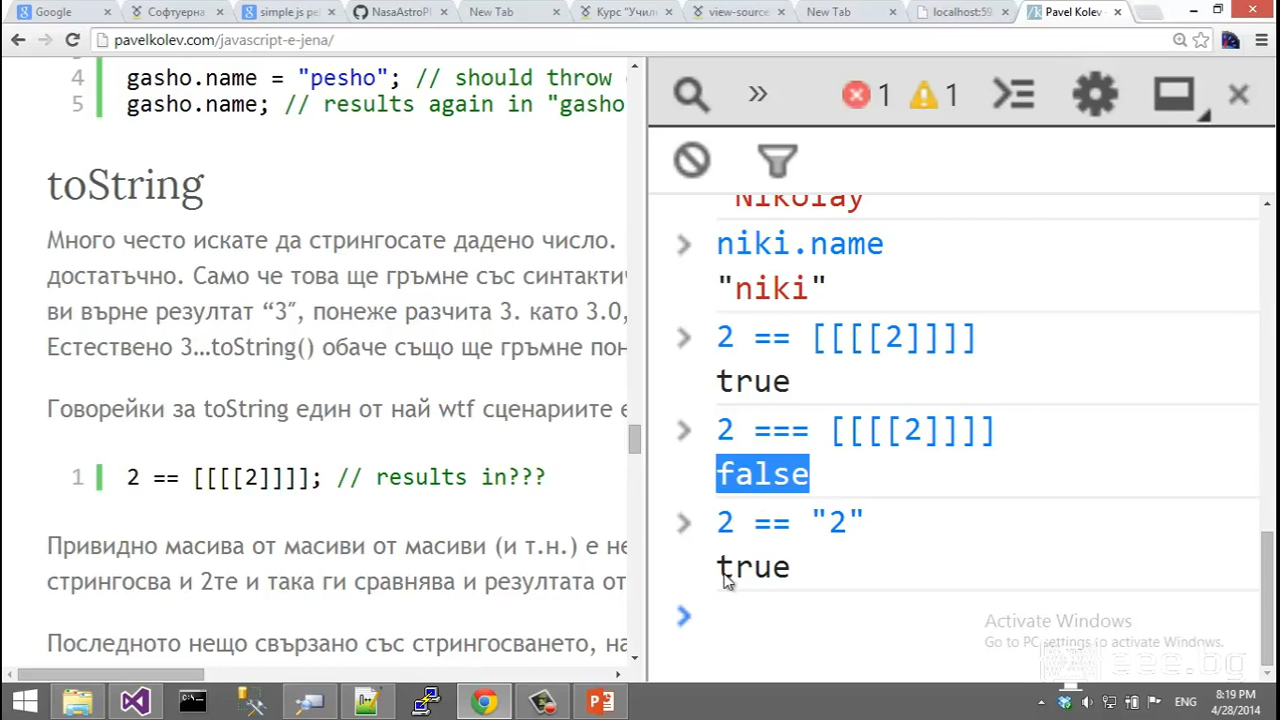 Google
Софтуерна
simple js pe
NasaAstroPi
New Tab
Курс "Учил
view-source
New Tab
localhost:59
Pavel Kolev
pavelkolev.com/javascript-e-jena/
4 gasho.name = "pesho"; // should throw
5 gasho.name; // results again in "gasho
toString
Много често искате да стрингосате дадено число.
достатъчно. Само че това ще гръмне със синтакти
ви върне резултат “3″, понеже разчита 3. като 3.0,
Естествено 3...toString() обаче също ще гръмне пон
Говорейки за toString един от най wtf сценариите е
1 2 == [[[[2]]]]; // results in???
Привидно масива от масиви от масиви (и т.н.) е не
стрингосва и 2те и така ги сравнява и резултата от
Последното нещо свързано със стрингосването, на
1 1
"Nikolay
niki.name
"niki"
2 == [[[[2]]]]
true
2 === [[[[2]]]]
false
2 == "2"
true
Activate Windows
Go to PC settings to activate Windows.
eee.bg
ENG
8:19 PM
4/28/2014